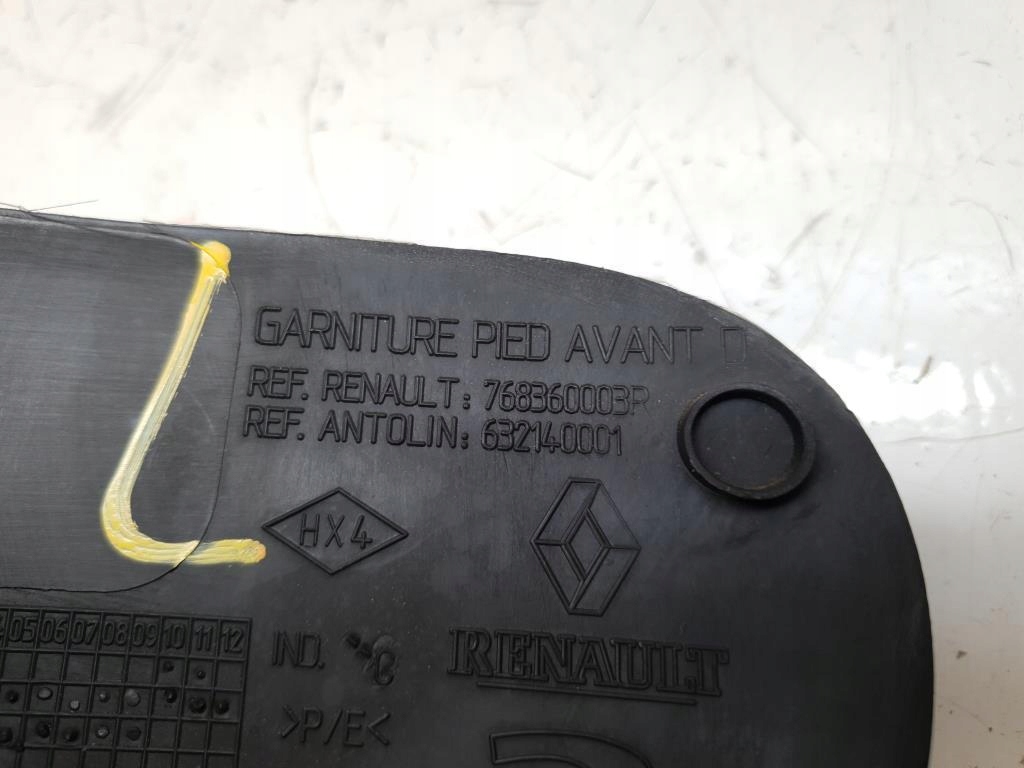 GARNITURE PIED AVANT D
REF. RENAULT: 768360003R
REF. ANTOLIN: 632140001
HX4
05 06 07 08 09 10 11 12
IND.
RENAULT
>P/E<